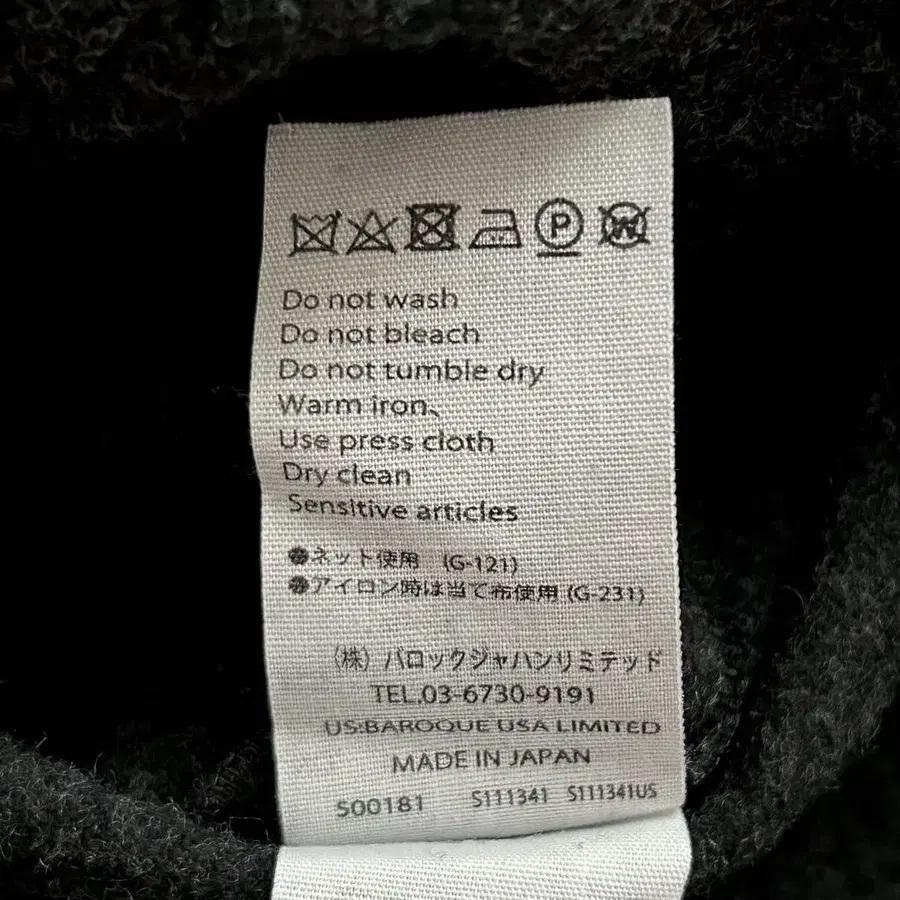 P W
Do not wash
Do not bleach
Do not tumble dry
Warm iron、
Use press cloth
Dry clean
Sensitive articles
●ネット使用 (G-121)
●アイロン時は当て布使用 (G-231)
(株) バロックジャパンリミテッド
TEL.03-6730-9191
US:BAROQUE USA LIMITED
MADE IN JAPAN
S00181 S111341 S111341US